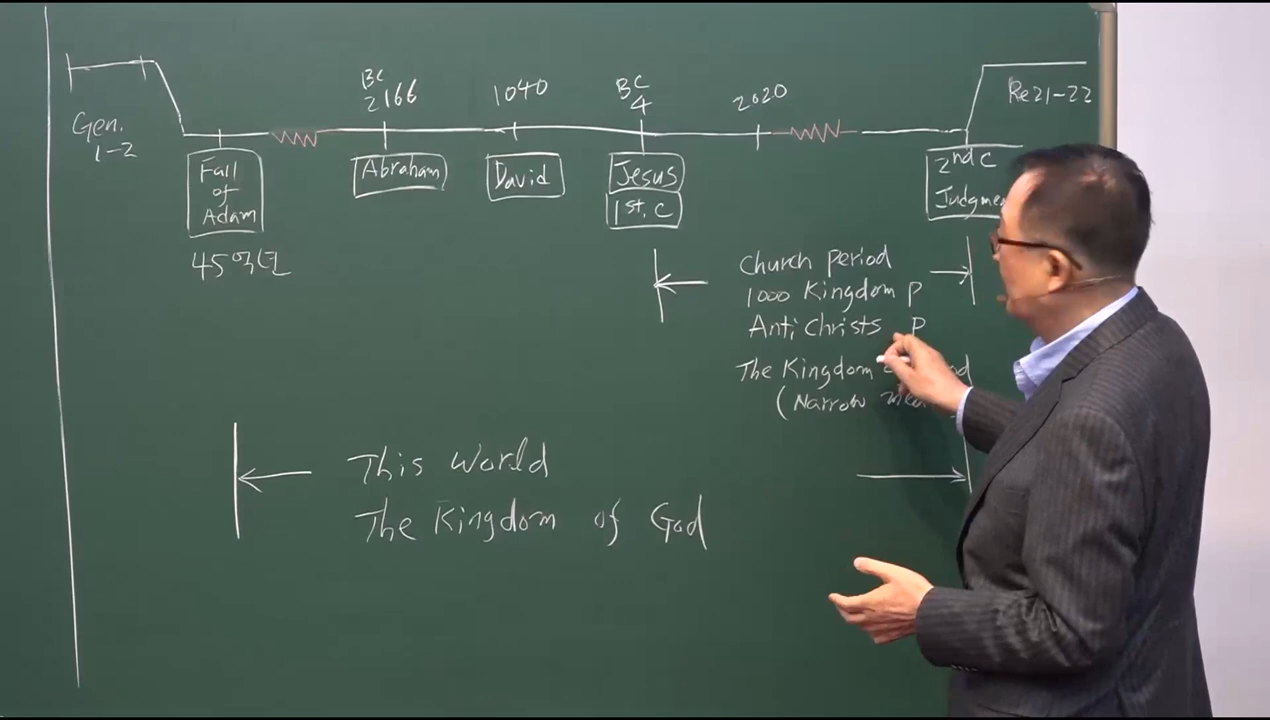 Gen.
1-2
Fall
of
Adam
45억년
BC
2166
Abraham
1040
David
BC
4
Jesus
1st. C
2020
Re21-22
2nd C
Church period
1000 Kingdom P
Anti Christs P
The Kingdom
(Narrow
This World
The Kingdom of God